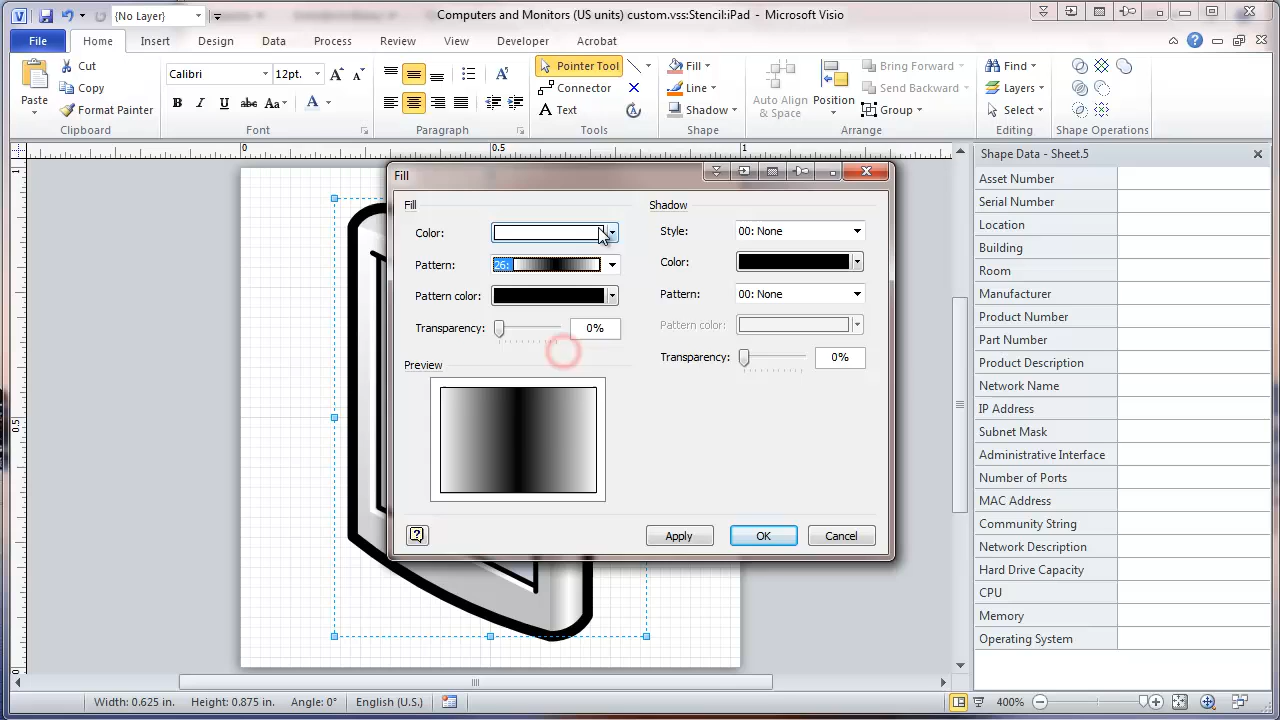 {No Layer}
Computers and Monitors (US units) custom.vss:Stencil:iPad - Microsoft Visio
File Home Insert Design Data Process Review View Developer Acrobat
Paste
Cut
Copy
Format Painter
Clipboard
Calibri 12pt.
B I U abc Aa A
Font
Paragraph
Pointer Tool
Connector
Text
Tools
Fill
Line
Shadow
Shape
Auto Align & Space
Position
Bring Forward
Send Backward
Group
Arrange
Find
Layers
Select
Editing
Shape Operations
0 0.5 1
Shape Data - Sheet.5
Asset Number
Serial Number
Location
Building
Room
Manufacturer
Product Number
Part Number
Product Description
Network Name
IP Address
Subnet Mask
Administrative Interface
Number of Ports
MAC Address
Community String
Network Description
Hard Drive Capacity
CPU
Memory
Operating System
Fill
Fill
Color:
Pattern: 26:
Pattern color:
Transparency: 0%
Preview
Shadow
Style: 00: None
Color:
Pattern: 00: None
Pattern color:
Transparency: 0%
Apply OK Cancel
Width: 0.625 in. Height: 0.875 in. Angle: 0° English (U.S.) 400%